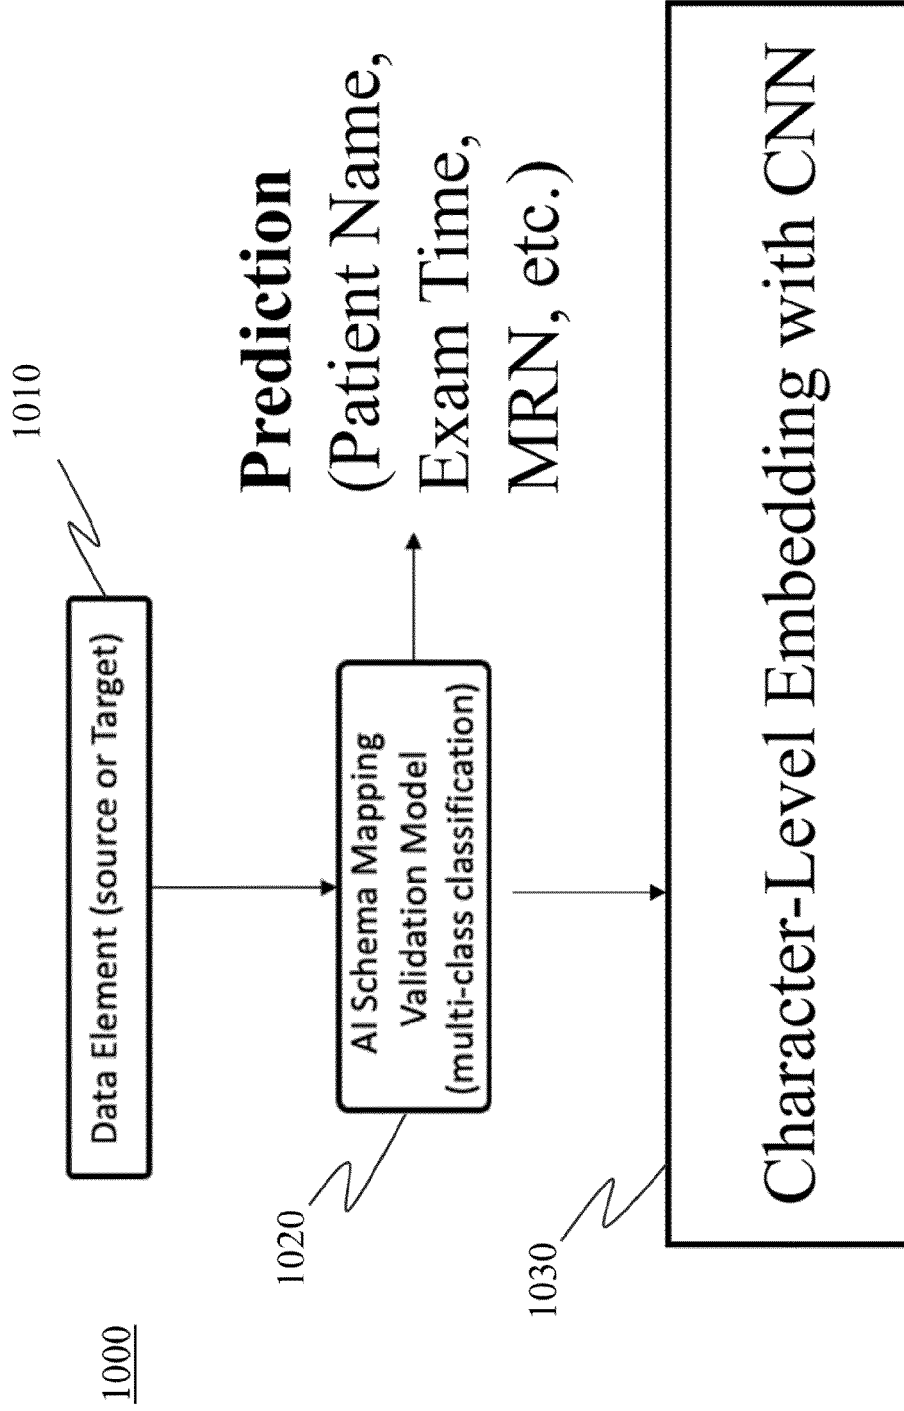 1000
1010
Data Element (source or Target)
1020
AI Schema Mapping
Validation Model
(multi-class classification)
Prediction
(Patient Name,
Exam Time,
MRN, etc.)
1030
Character-Level Embedding with CNN